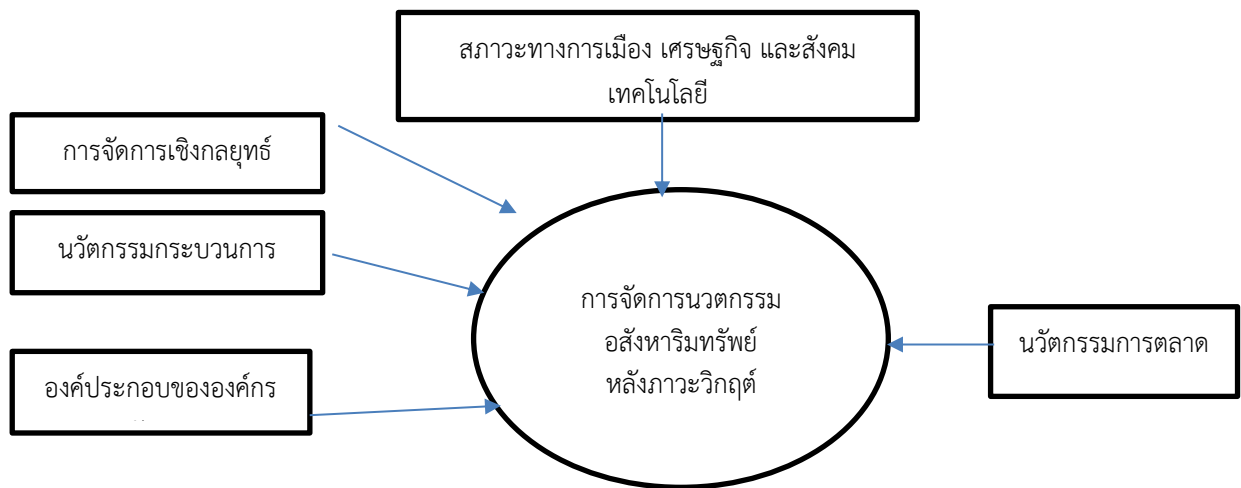 สภาวะทางการเมือง เศรษฐกิจ และสังคม
เทคโนโลยี
การจัดการเชิงกลยุทธ์
นวัตกรรมกระบวนการ
องค์ประกอบขององค์กร
การจัดการนวตกรรม
อสังหาริมทรัพย์
หลังภาวะวิกฤต์
นวัตกรรมการตลาด